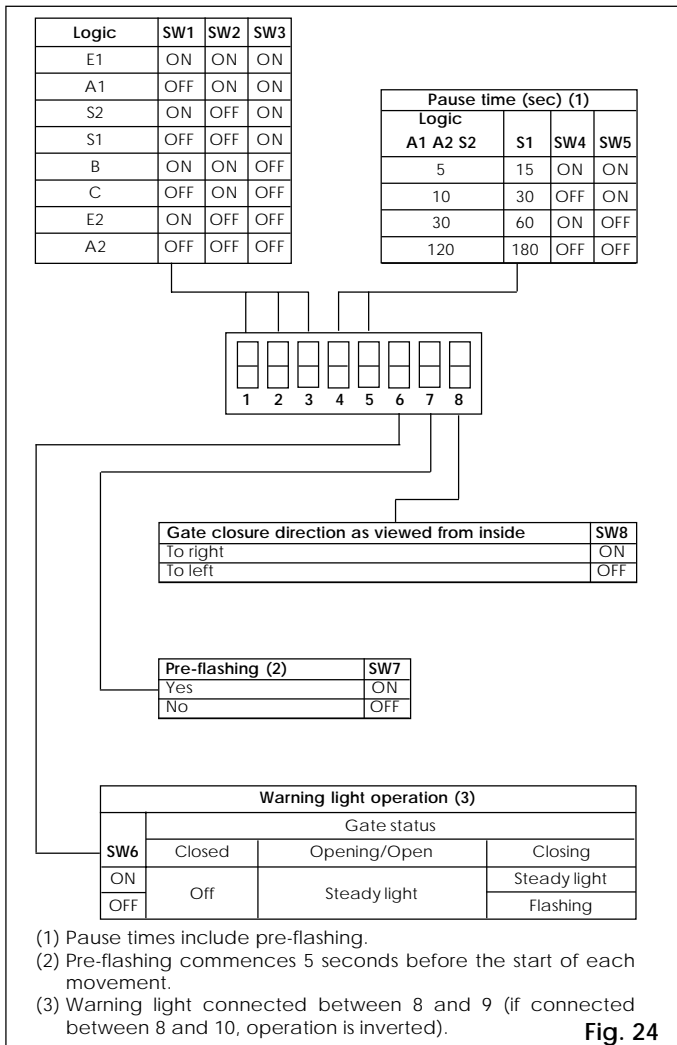 Logic SW1 SW2 SW3
E1 ON ON ON
A1 OFF ON ON
S2 ON OFF ON
S1 OFF OFF ON
B ON ON OFF
C OFF ON OFF
E2 ON OFF OFF
A2 OFF OFF OFF
Pause time (sec) (1)
Logic
A1 A2 S2 S1 SW4 SW5
5 15 ON ON
10 30 OFF ON
30 60 ON OFF
120 180 OFF OFF
1 2 3 4 5 6 7 8
Gate closure direction as viewed from inside SW8
To right ON
To left OFF
Pre-flashing (2) SW7
Yes ON
No OFF
Warning light operation (3)
Gate status
SW6 Closed Opening/Open Closing
ON Off Steady light Steady light
OFF Flashing
(1) Pause times include pre-flashing.
(2) Pre-flashing commences 5 seconds before the start of each
movement.
(3) Warning light connected between 8 and 9 (if connected
between 8 and 10, operation is inverted).
Fig. 24